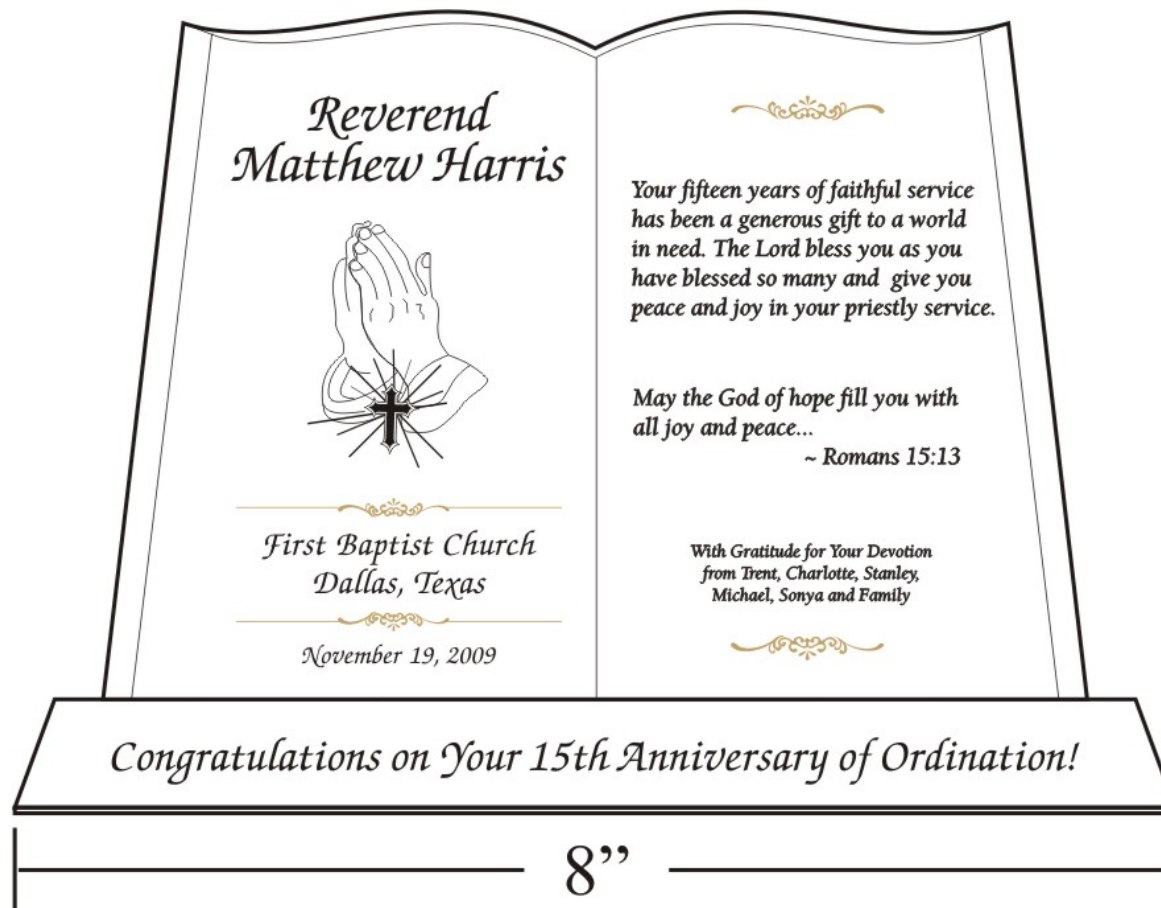 Reverend
Matthew Harris
First Baptist Church
Dallas, Texas
November 19, 2009
Your fifteen years of faithful service
has been a generous gift to a world
in need. The Lord bless you as you
have blessed so many and  give you
peace and joy in your priestly service.
May the God of hope fill you with
all joy and peace...
~ Romans 15:13
With Gratitude for Your Devotion
from Trent, Charlotte, Stanley,
Michael, Sonya and Family
Congratulations on Your 15th Anniversary of Ordination!
8”